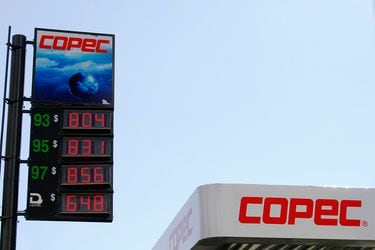 COPEC
93 $ 804
95 $ 831
97 $ 856
D $ 648
COPEC®